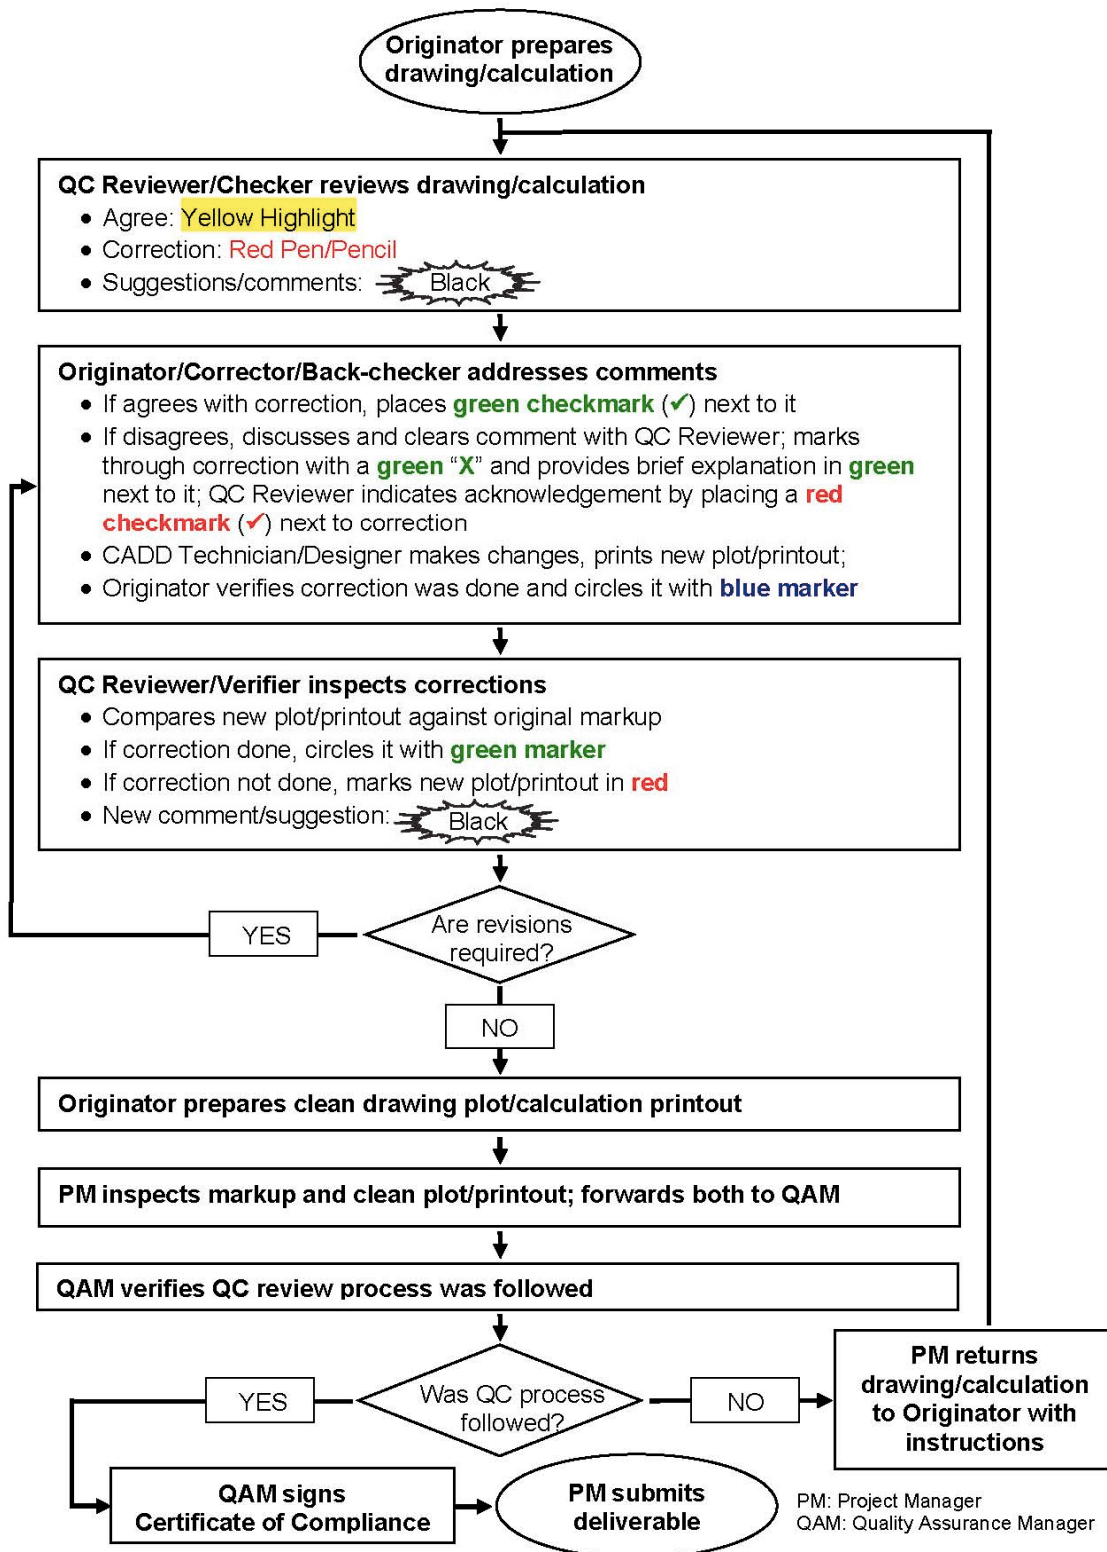 Originator prepares
drawing/calculation
QC Reviewer/Checker reviews drawing/calculation
• Agree: Yellow Highlight
• Correction: Red Pen/Pencil
• Suggestions/comments: Black
Originator/Corrector/Back-checker addresses comments
• If agrees with correction, places green checkmark (✓) next to it
• If disagrees, discusses and clears comment with QC Reviewer; marks
through correction with a green “X” and provides brief explanation in green
next to it; QC Reviewer indicates acknowledgement by placing a red
checkmark (✓) next to correction
• CADD Technician/Designer makes changes, prints new plot/printout;
• Originator verifies correction was done and circles it with blue marker
QC Reviewer/Verifier inspects corrections
• Compares new plot/printout against original markup
• If correction done, circles it with green marker
• If correction not done, marks new plot/printout in red
• New comment/suggestion: Black
Are revisions
required?
YES
NO
Originator prepares clean drawing plot/calculation printout
PM inspects markup and clean plot/printout; forwards both to QAM
QAM verifies QC review process was followed
Was QC process
followed?
YES
NO
PM returns
drawing/calculation
to Originator with
instructions
QAM signs
Certificate of Compliance
PM submits
deliverable
PM: Project Manager
QAM: Quality Assurance Manager